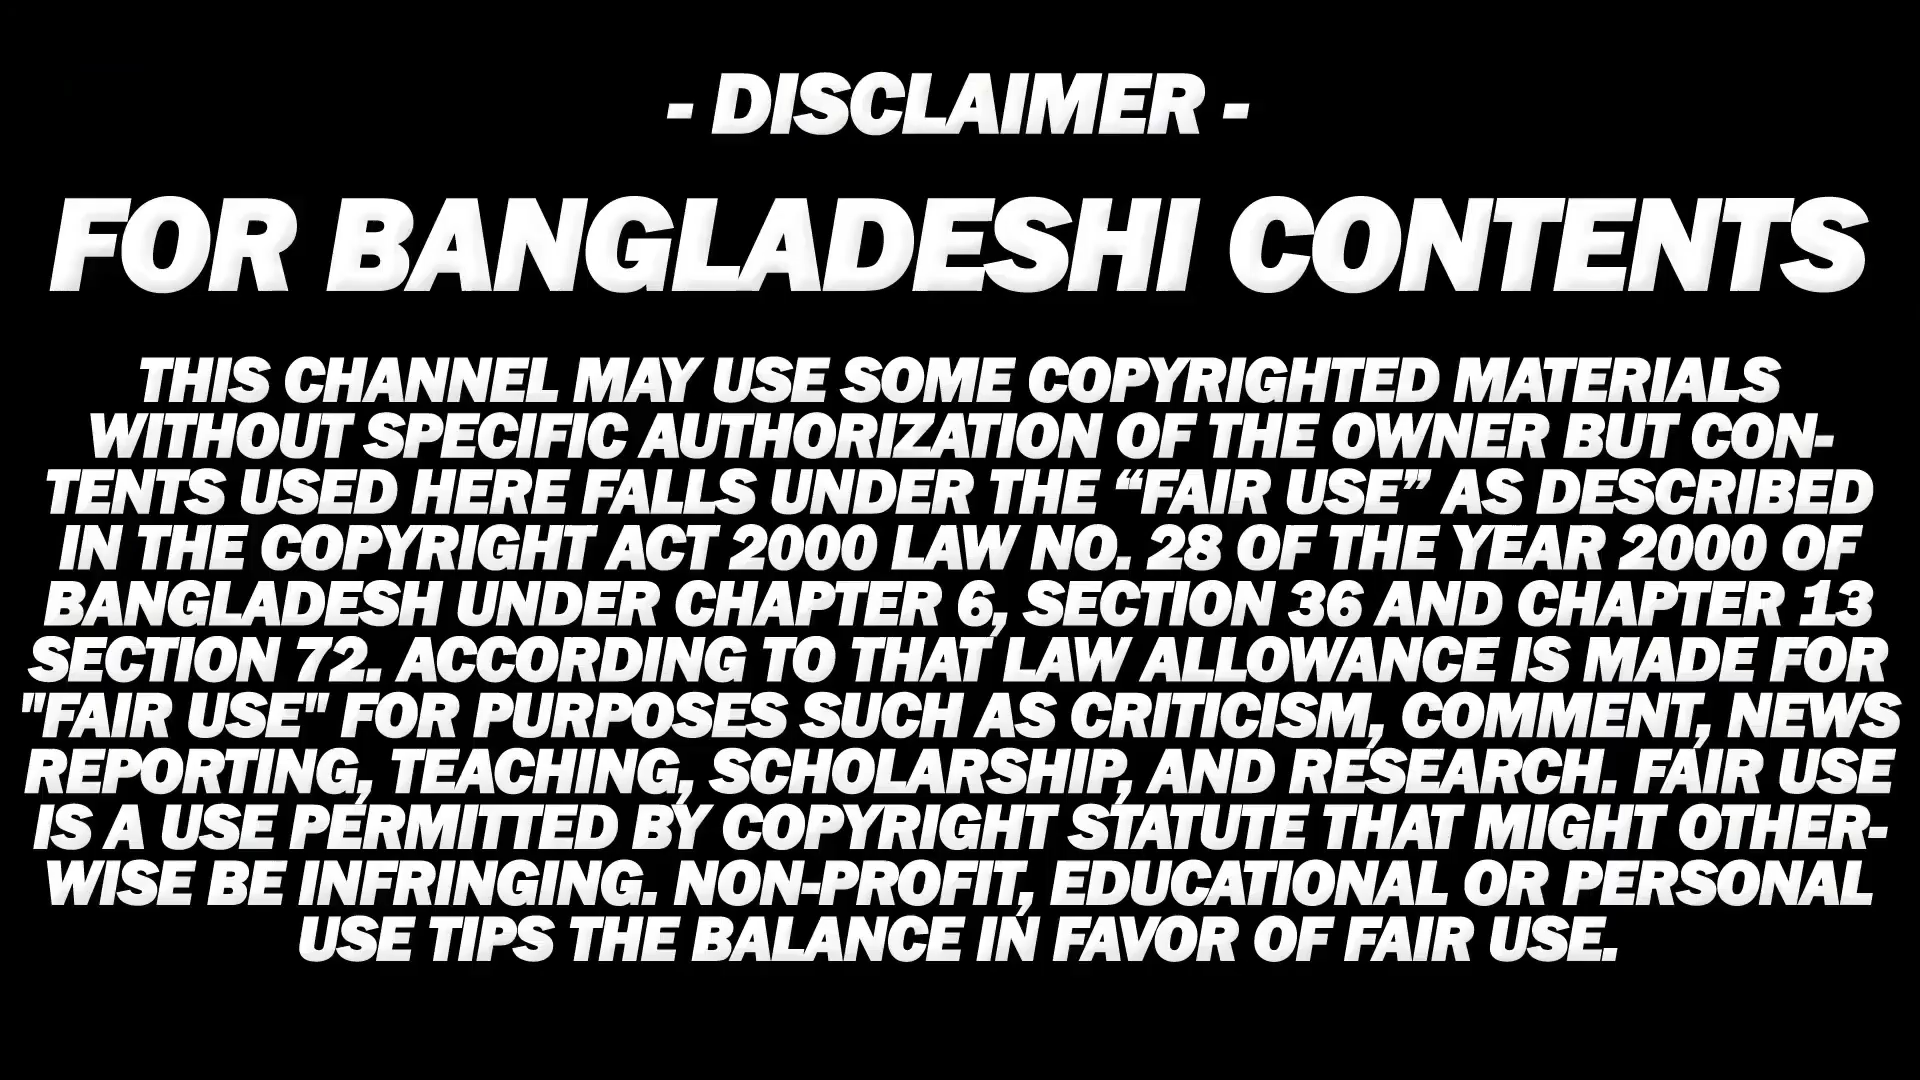 - DISCLAIMER -
FOR BANGLADESHI CONTENTS
THIS CHANNEL MAY USE SOME COPYRIGHTED MATERIALS
WITHOUT SPECIFIC AUTHORIZATION OF THE OWNER BUT CON-
TENTS USED HERE FALLS UNDER THE “FAIR USE” AS DESCRIBED
IN THE COPYRIGHT ACT 2000 LAW NO. 28 OF THE YEAR 2000 OF
BANGLADESH UNDER CHAPTER 6, SECTION 36 AND CHAPTER 13
SECTION 72. ACCORDING TO THAT LAW ALLOWANCE IS MADE FOR
"FAIR USE" FOR PURPOSES SUCH AS CRITICISM, COMMENT, NEWS
REPORTING, TEACHING, SCHOLARSHIP, AND RESEARCH. FAIR USE
IS A USE PERMITTED BY COPYRIGHT STATUTE THAT MIGHT OTHER-
WISE BE INFRINGING. NON-PROFIT, EDUCATIONAL OR PERSONAL
USE TIPS THE BALANCE IN FAVOR OF FAIR USE.